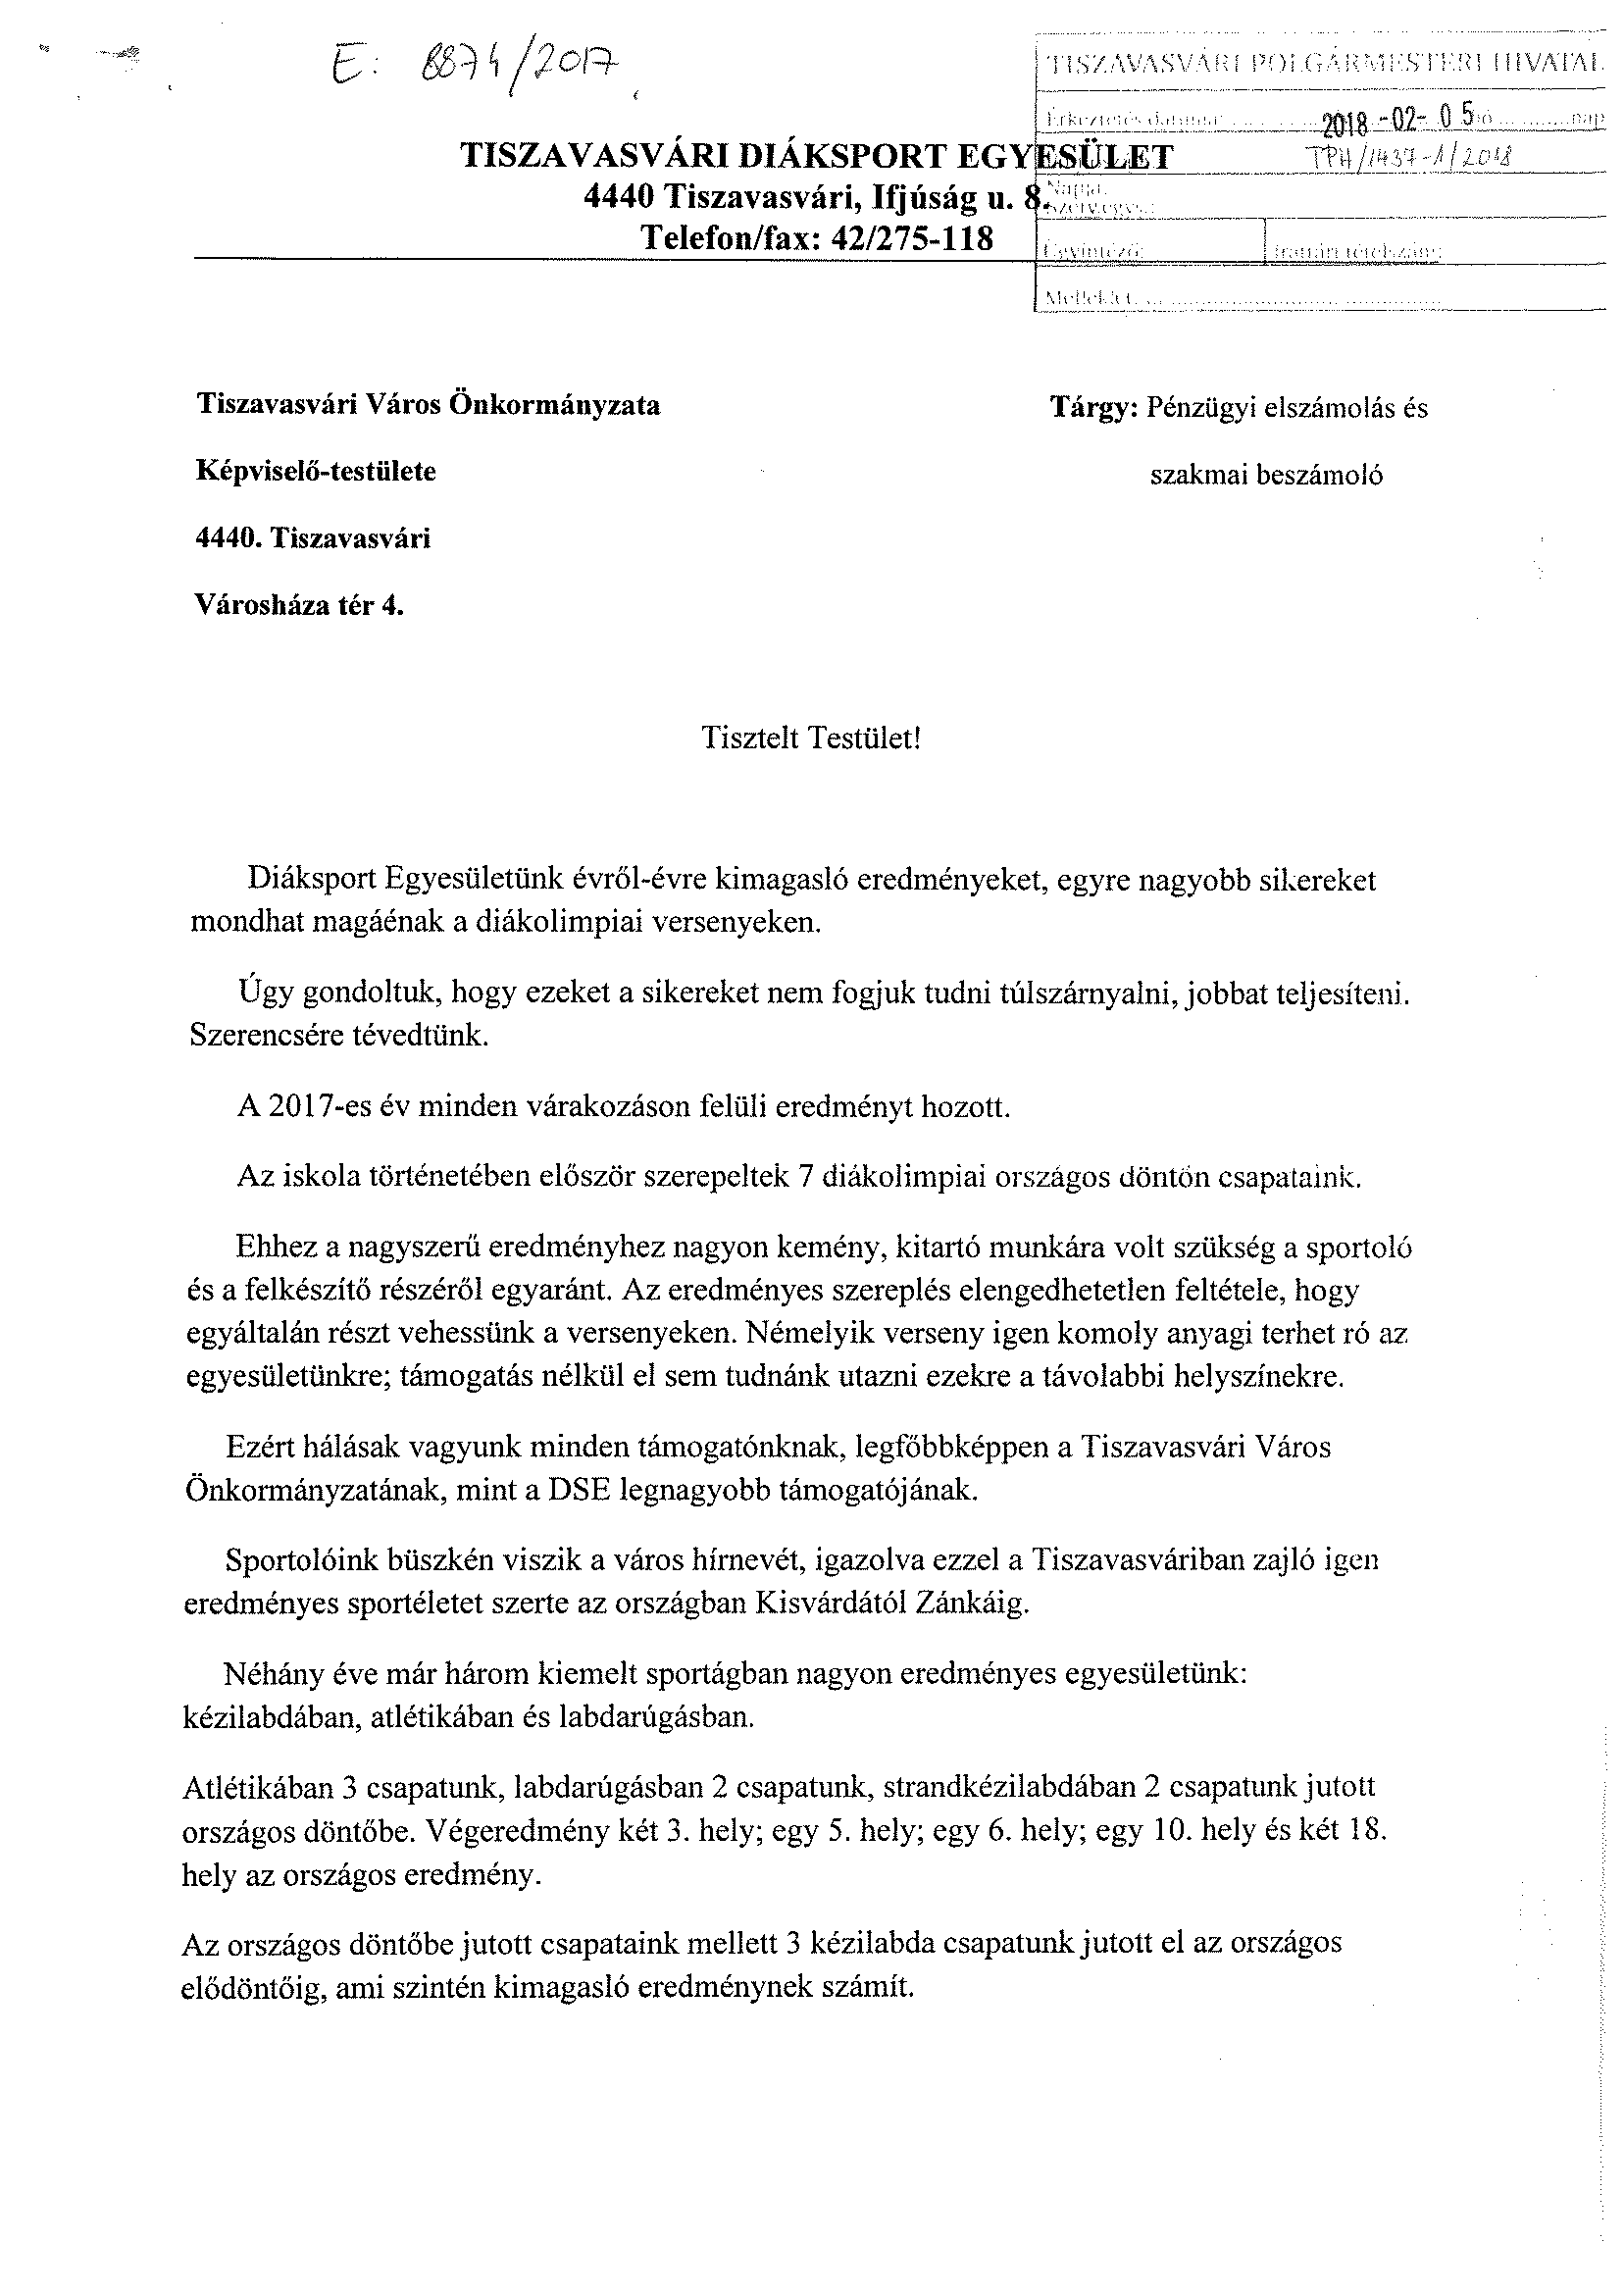 E: 8874/2017
TISZAVASVÁRI POLGÁRMESTERI HIVATAL
Érkeztetés dátuma: 2018 -02- 05 nap
TISZAVASVÁRI DIÁKSPORT EGYESÜLET
TPH/1437-1/2018
4440 Tiszavasvári, Ifjúság u. 8.
Telefon/fax: 42/275-118
Ügyintéző: Irattári tételszám:
Melléklet:
Tiszavasvári Város Önkormányzata
Tárgy: Pénzügyi elszámolás és
Képviselő-testülete
szakmai beszámoló
4440. Tiszavasvári
Városháza tér 4.
Tisztelt Testület!
Diáksport Egyesületünk évről-évre kimagasló eredményeket, egyre nagyobb sikereket
mondhat magáénak a diákolimpiai versenyeken.
Úgy gondoltuk, hogy ezeket a sikereket nem fogjuk tudni túlszárnyalni, jobbat teljesíteni.
Szerencsére tévedtünk.
A 2017-es év minden várakozáson felüli eredményt hozott.
Az iskola történetében először szerepeltek 7 diákolimpiai országos döntőn csapataink.
Ehhez a nagyszerű eredményhez nagyon kemény, kitartó munkára volt szükség a sportoló
és a felkészítő részéről egyaránt. Az eredményes szereplés elengedhetetlen feltétele, hogy
egyáltalán részt vehessünk a versenyeken. Némelyik verseny igen komoly anyagi terhet ró az
egyesületünkre; támogatás nélkül el sem tudnánk utazni ezekre a távolabbi helyszínekre.
Ezért hálásak vagyunk minden támogatónknak, legfőbbképpen a Tiszavasvári Város
Önkormányzatának, mint a DSE legnagyobb támogatójának.
Sportolóink büszkén viszik a város hírnevét, igazolva ezzel a Tiszavasváriban zajló igen
eredményes sportéletet szerte az országban Kisvárdától Zánkáig.
Néhány éve már három kiemelt sportágban nagyon eredményes egyesületünk:
kézilabdában, atlétikában és labdarúgásban.
Atlétikában 3 csapatunk, labdarúgásban 2 csapatunk, strandkézilabdában 2 csapatunk jutott
országos döntőbe. Végeredmény két 3. hely; egy 5. hely; egy 6. hely; egy 10. hely és két 18.
hely az országos eredmény.
Az országos döntőbe jutott csapataink mellett 3 kézilabda csapatunk jutott el az országos
elődöntőig, ami szintén kimagasló eredménynek számít.